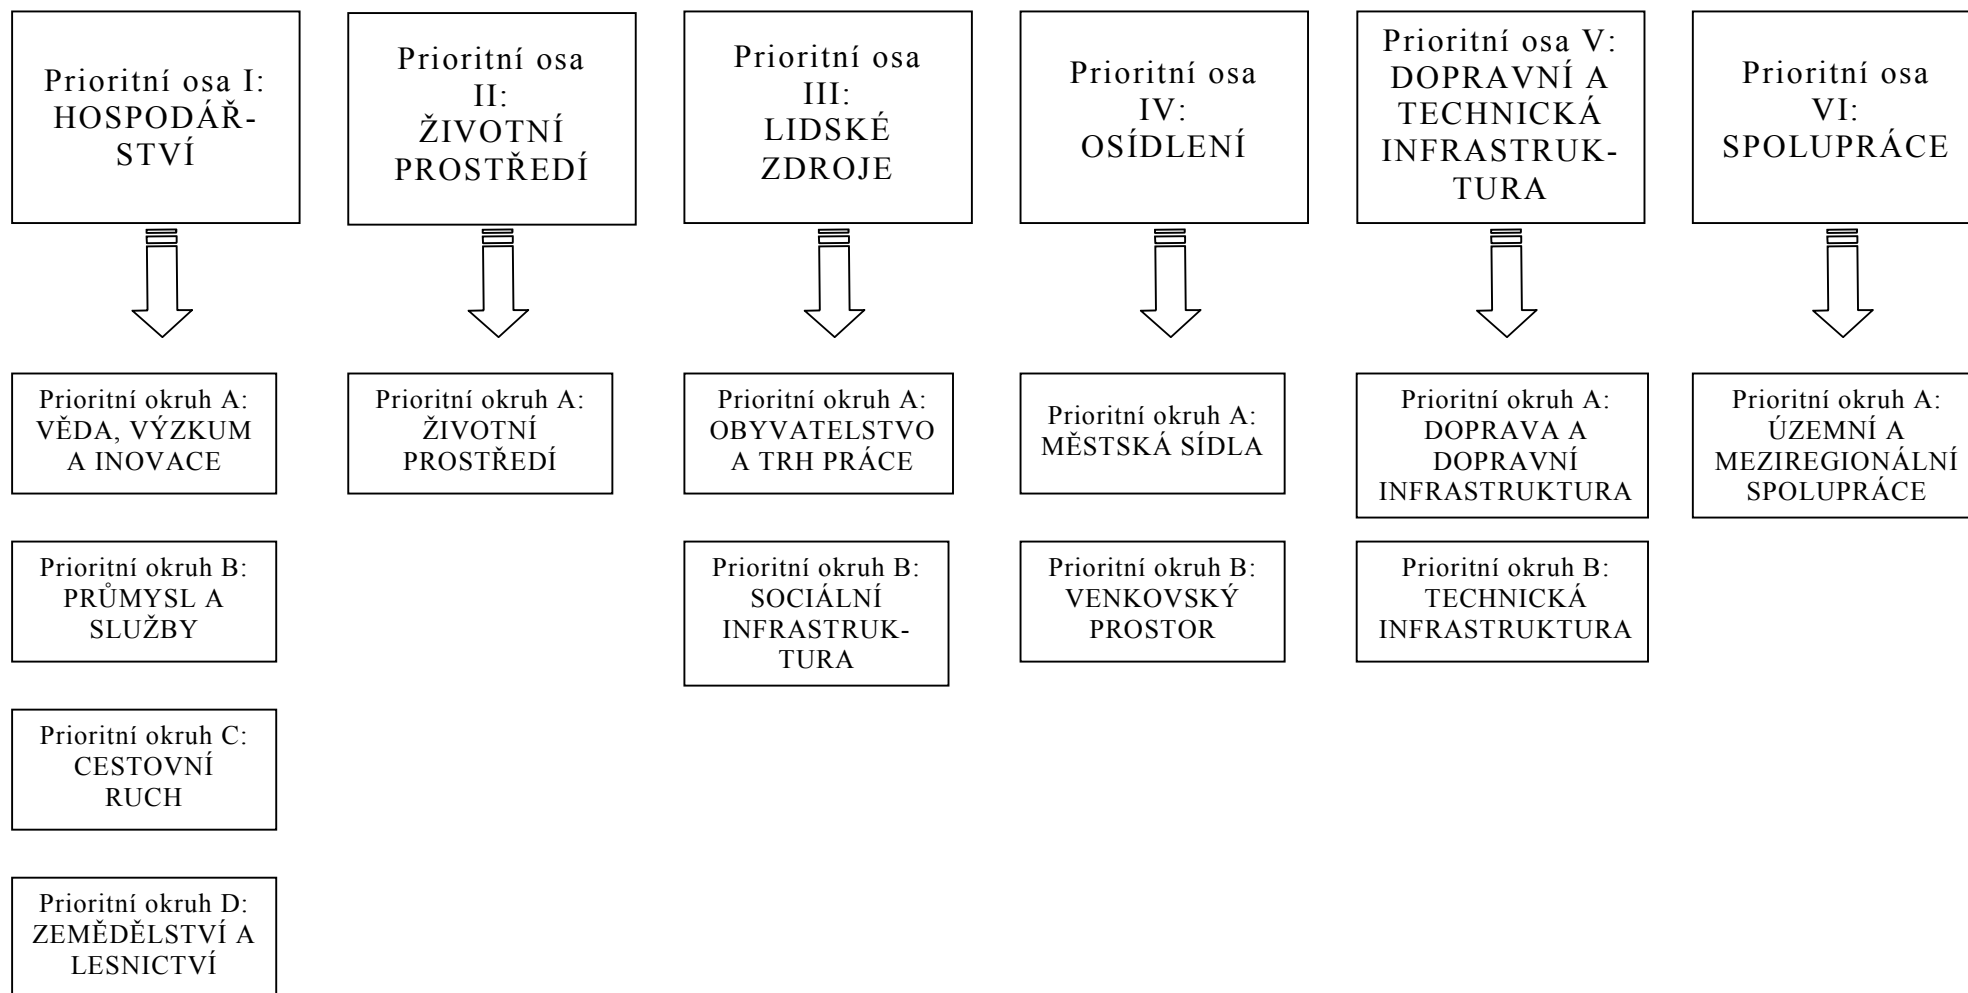 Prioritní osa I:
HOSPODÁŘ-
STVÍ
Prioritní osa
II:
ŽIVOTNÍ
PROSTŘEDÍ
Prioritní osa
III:
LIDSKÉ
ZDROJE
Prioritní osa
IV:
OSÍDLENÍ
Prioritní osa V:
DOPRAVNÍ A
TECHNICKÁ
INFRASTRUK-
TURA
Prioritní osa
VI:
SPOLUPRÁCE
Prioritní okruh A:
VĚDA, VÝZKUM
A INOVACE
Prioritní okruh A:
ŽIVOTNÍ
PROSTŘEDÍ
Prioritní okruh A:
OBYVATELSTVO
A TRH PRÁCE
Prioritní okruh A:
MĚSTSKÁ SÍDLA
Prioritní okruh A:
DOPRAVA A
DOPRAVNÍ
INFRASTRUKTURA
Prioritní okruh A:
ÚZEMNÍ A
MEZIREGIONÁLNÍ
SPOLUPRÁCE
Prioritní okruh B:
PRŮMYSL A
SLUŽBY
Prioritní okruh B:
SOCIÁLNÍ
INFRASTRUK-
TURA
Prioritní okruh B:
VENKOVSKÝ
PROSTOR
Prioritní okruh B:
TECHNICKÁ
INFRASTRUKTURA
Prioritní okruh C:
CESTOVNÍ
RUCH
Prioritní okruh D:
ZEMĚDĚLSTVÍ A
LESNICTVÍ